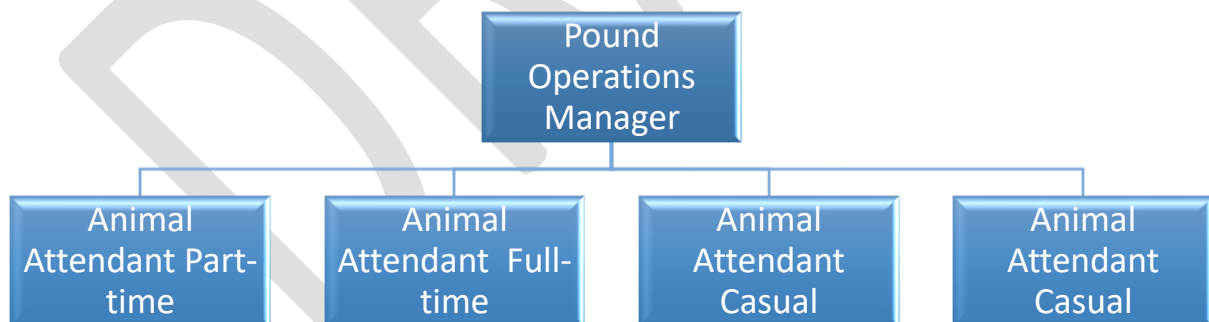 Pound
Operations
Manager
Animal
Attendant Part-
time
Animal
Attendant  Full-
time
Animal
Attendant
Casual
Animal
Attendant
Casual